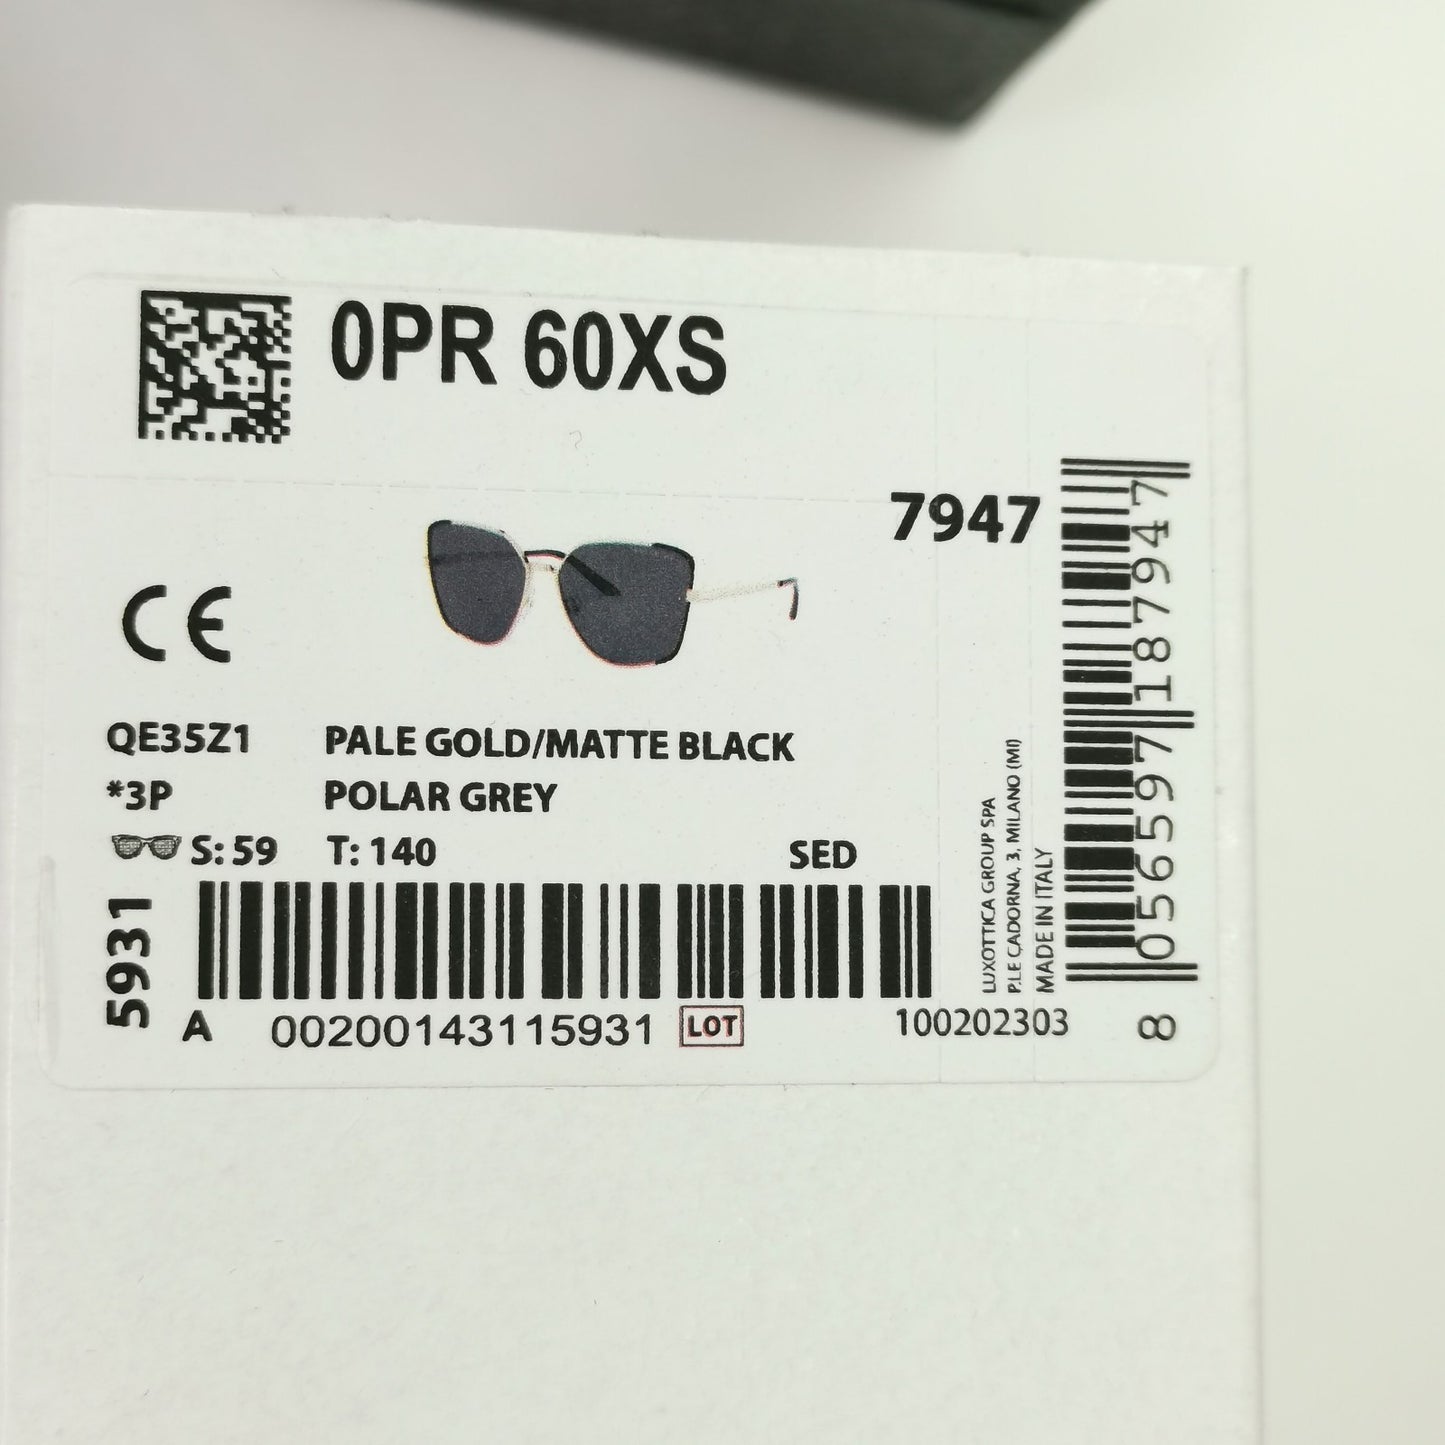 0PR 60XS
7947
CE
QE35Z1 PALE GOLD/MATTE BLACK
*3P POLAR GREY
S: 59 T: 140 SED
5931
A 00200143115931 LOT 100202303
LUXOTTICA GROUP SPA
P.LE CADORNA, 3, MILANO (MI)
MADE IN ITALY
8 056597 187947